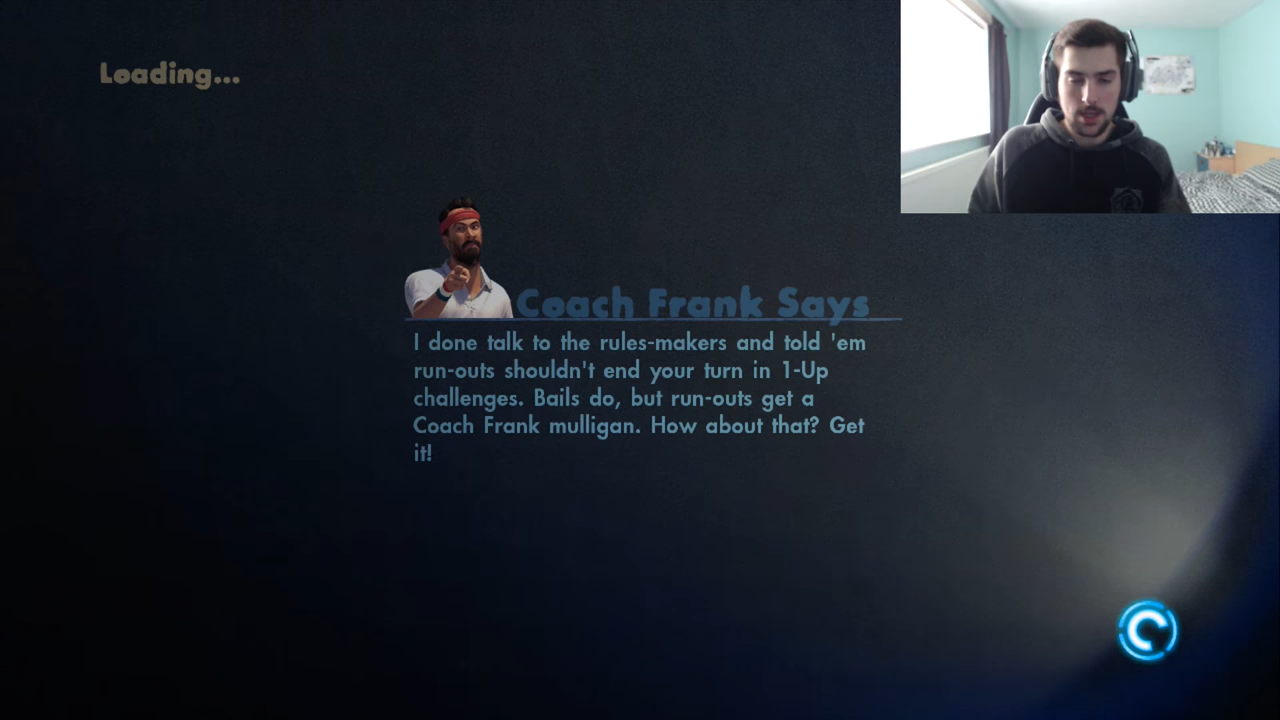 Loading...
Coach Frank Says
I done talk to the rules-makers and told 'em
run-outs shouldn't end your turn in 1-Up
challenges. Bails do, but run-outs get a
Coach Frank mulligan. How about that? Get
it!